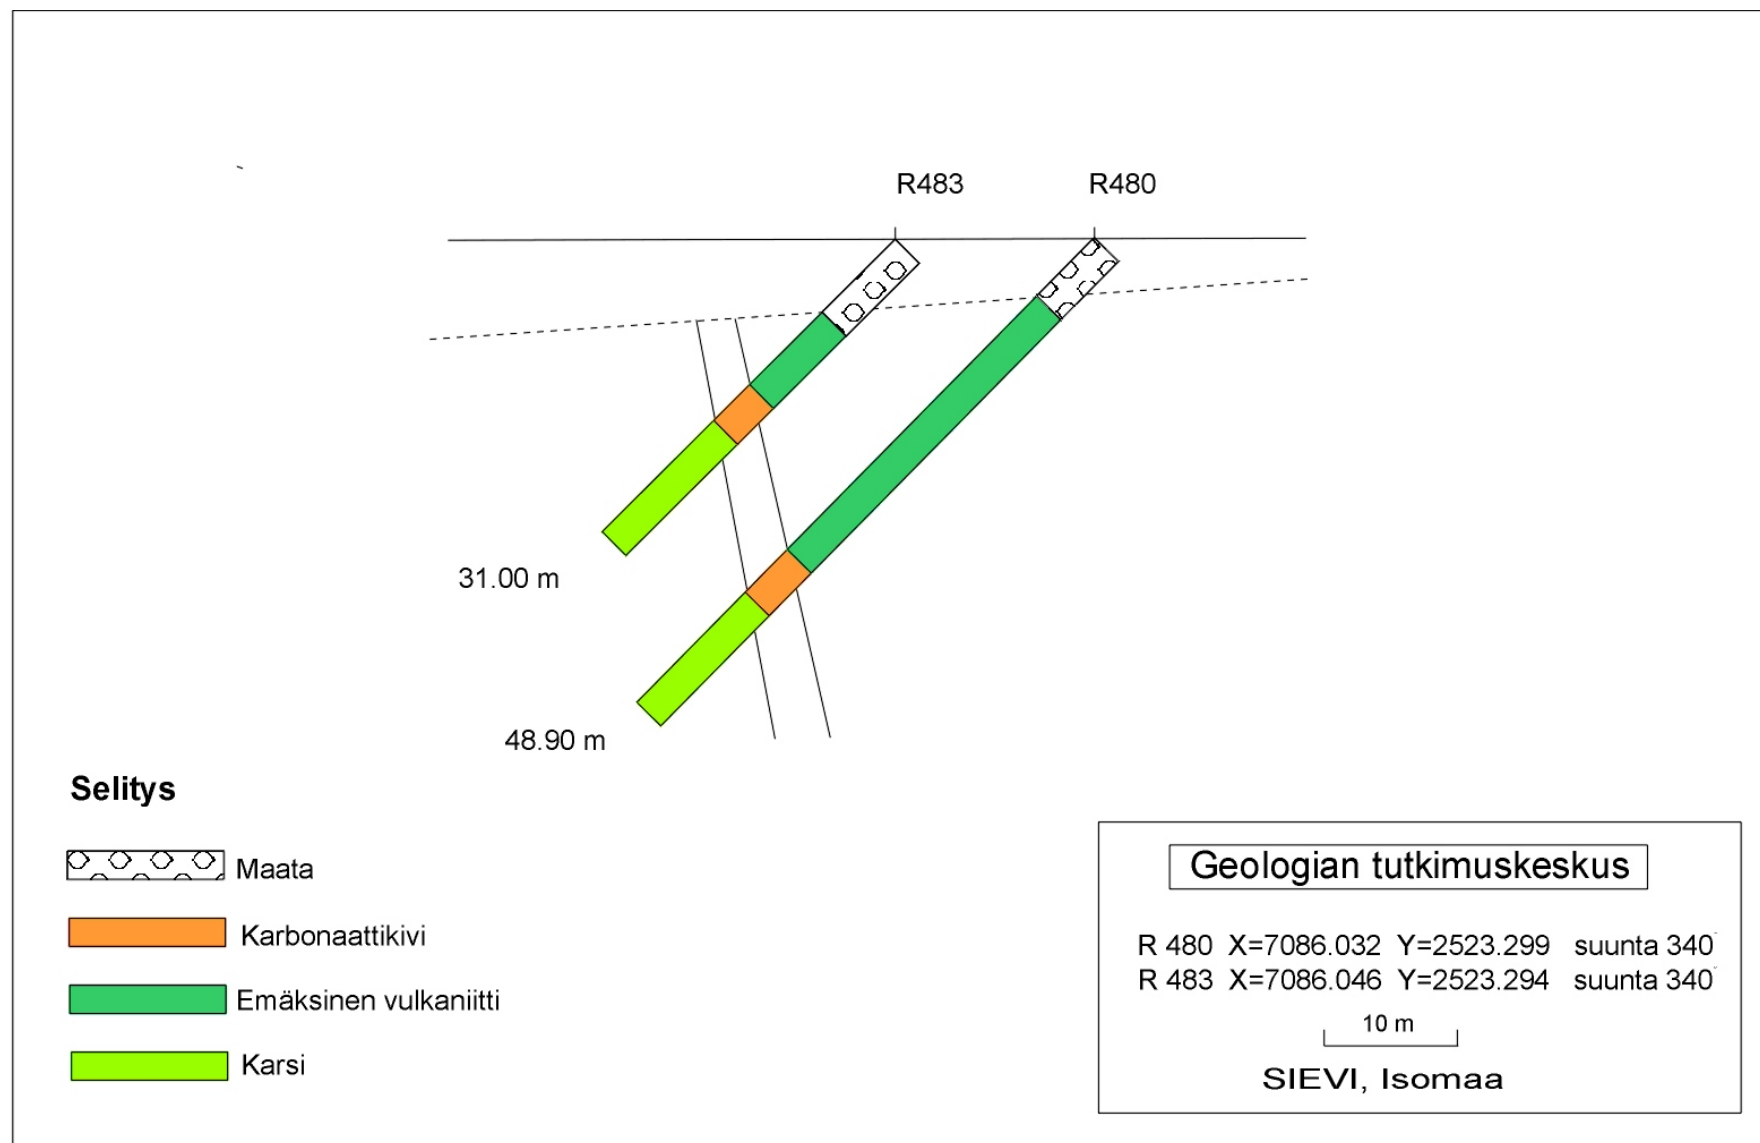 R483 R480
31.00 m
48.90 m
Selitys
Maata
Karbonaattikivi
Emäksinen vulkaniitti
Karsi
Geologian tutkimuskeskus
R 480 X=7086.032 Y=2523.299 suunta 340
R 483 X=7086.046 Y=2523.294 suunta 340
10 m
SIEVI, Isomaa